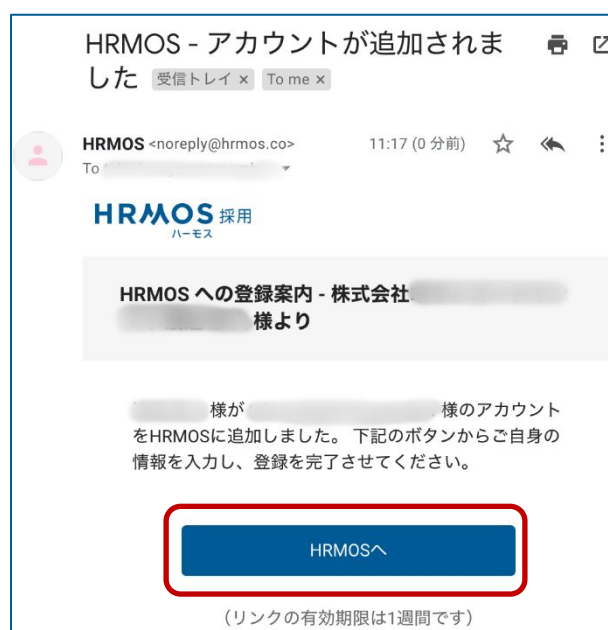 HRMOS - アカウントが追加されま
した 受信トレイ × To me ×
HRMOS <noreply@hrmos.co> 11:17 (0 分前)
To
HRMOS 採用
ハーモス
HRMOS への登録案内 - 株式会社
様より
様が 様のアカウント
をHRMOSに追加しました。 下記のボタンからご自身の
情報を入力し、登録を完了させてください。
HRMOSへ
(リンクの有効期限は1週間です)